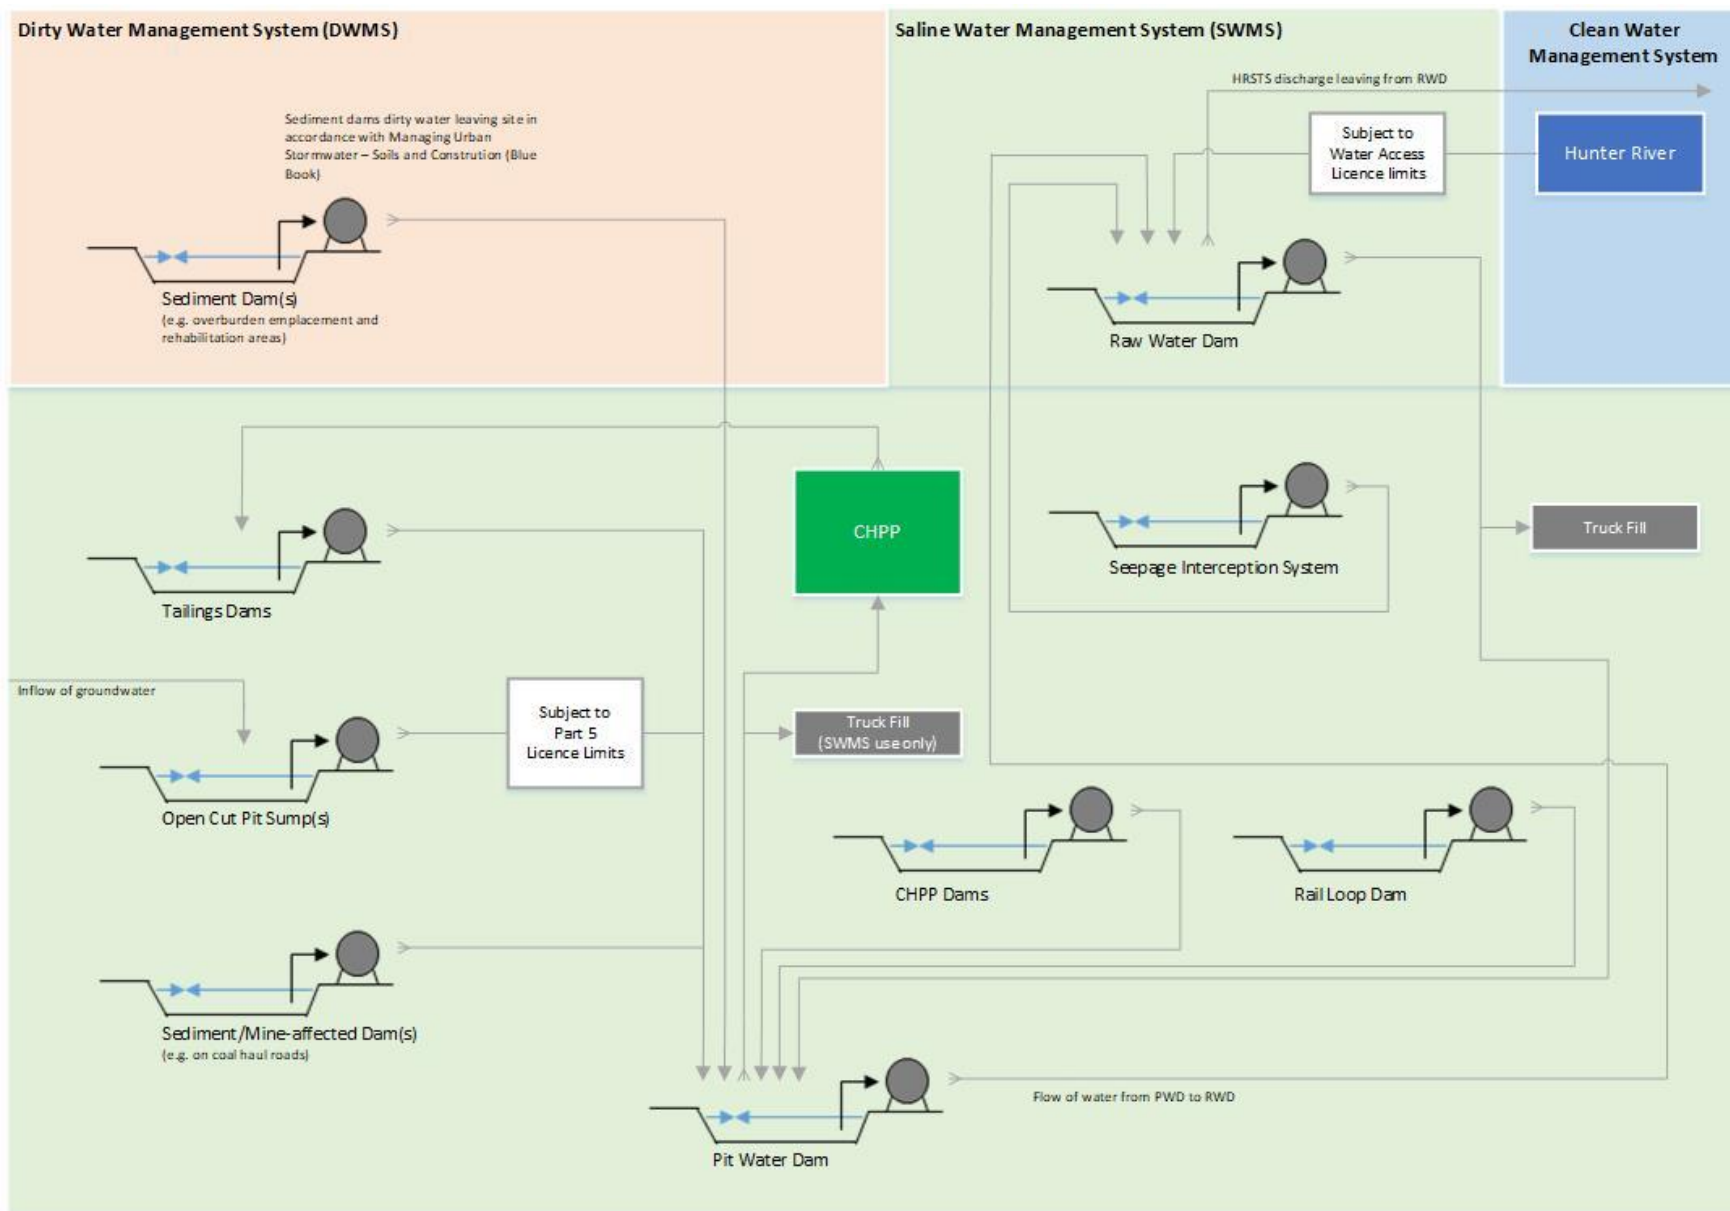 Dirty Water Management System (DWMS)
Saline Water Management System (SWMS)
Clean Water
Management System
HRSTS discharge leaving from RWD
Sediment dams dirty water leaving site in
accordance with Managing Urban
Stormwater – Soils and Constrution (Blue
Book)
Subject to
Water Access
Licence limits
Hunter River
Sediment Dam(s)
(e.g. overburden emplacement and
rehabilitation areas)
Raw Water Dam
CHPP
Truck Fill
Seepage Interception System
Tailings Dams
Inflow of groundwater
Subject to
Part 5
Licence Limits
Truck Fill
(SWMS use only)
Open Cut Pit Sump(s)
CHPP Dams
Rail Loop Dam
Sediment/Mine-affected Dam(s)
(e.g. on coal haul roads)
Flow of water from PWD to RWD
Pit Water Dam